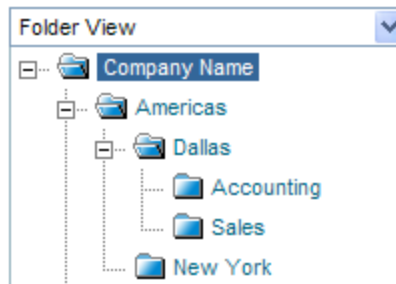 Folder View
Company Name
Americas
Dallas
Accounting
Sales
New York